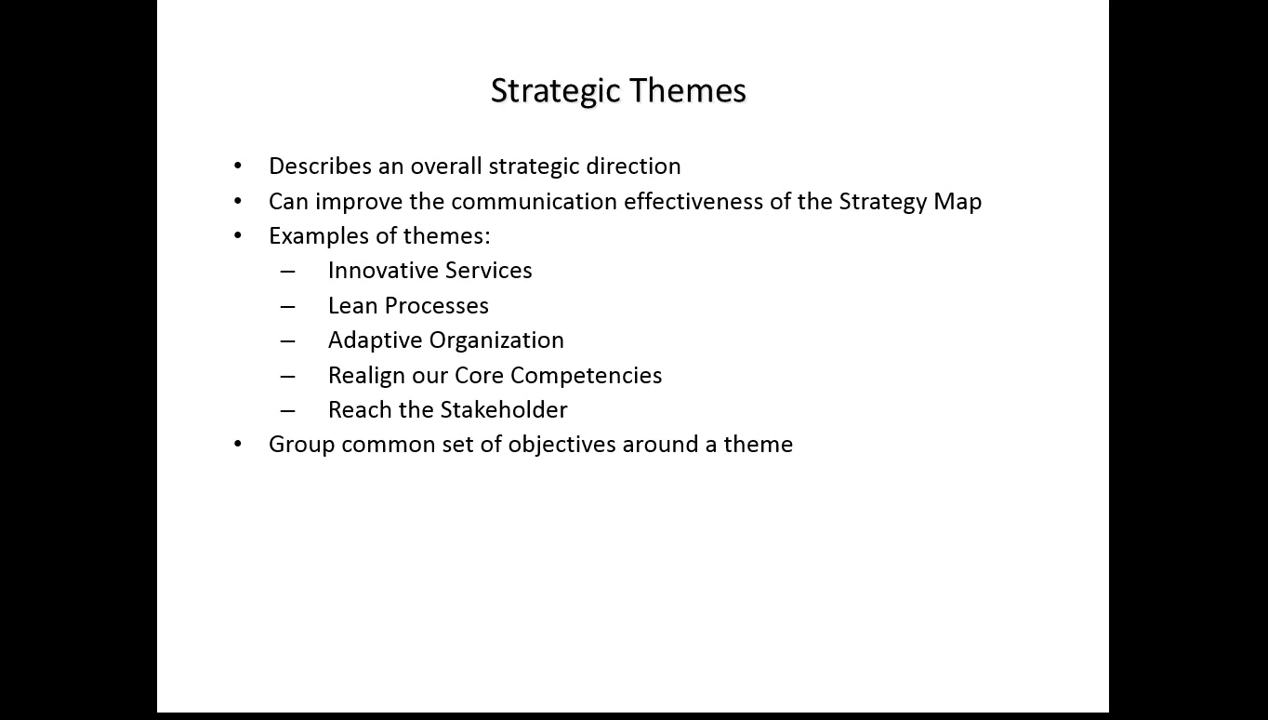 Strategic Themes
• Describes an overall strategic direction
• Can improve the communication effectiveness of the Strategy Map
• Examples of themes:
– Innovative Services
– Lean Processes
– Adaptive Organization
– Realign our Core Competencies
– Reach the Stakeholder
• Group common set of objectives around a theme